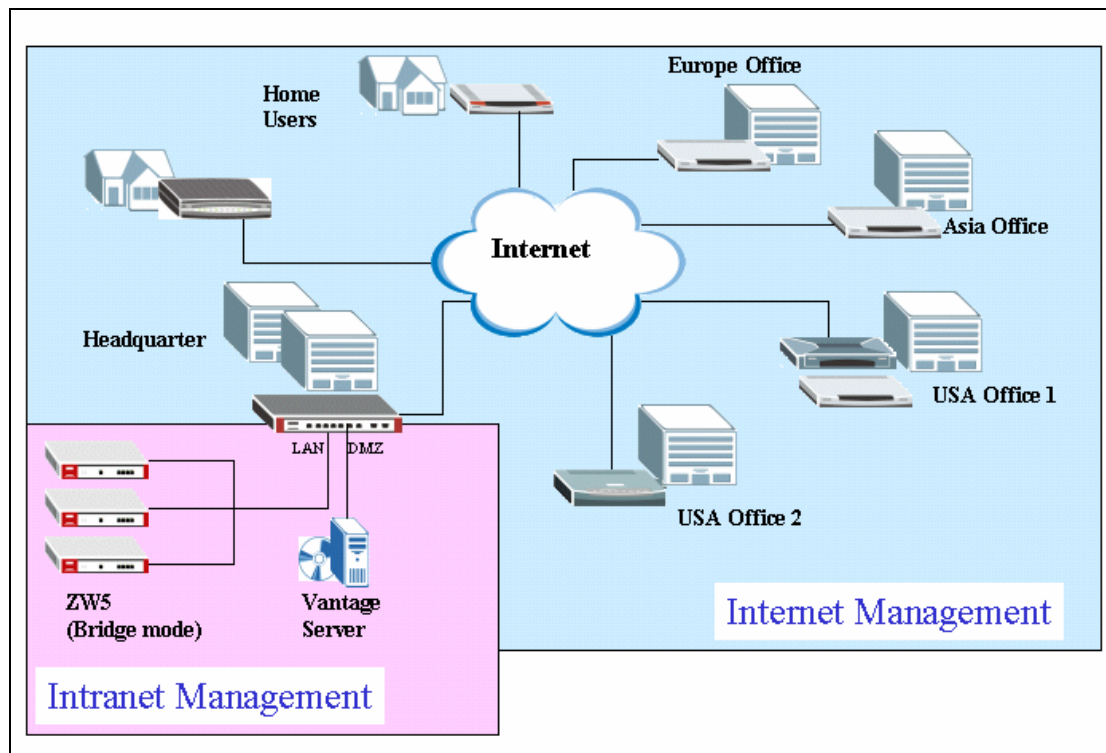 Europe Office
Home
Users
Asia Office
Internet
Headquarter
USA Office 1
LAN
DMZ
USA Office 2
ZW5
(Bridge mode)
Vantage
Server
Internet Management
Intranet Management